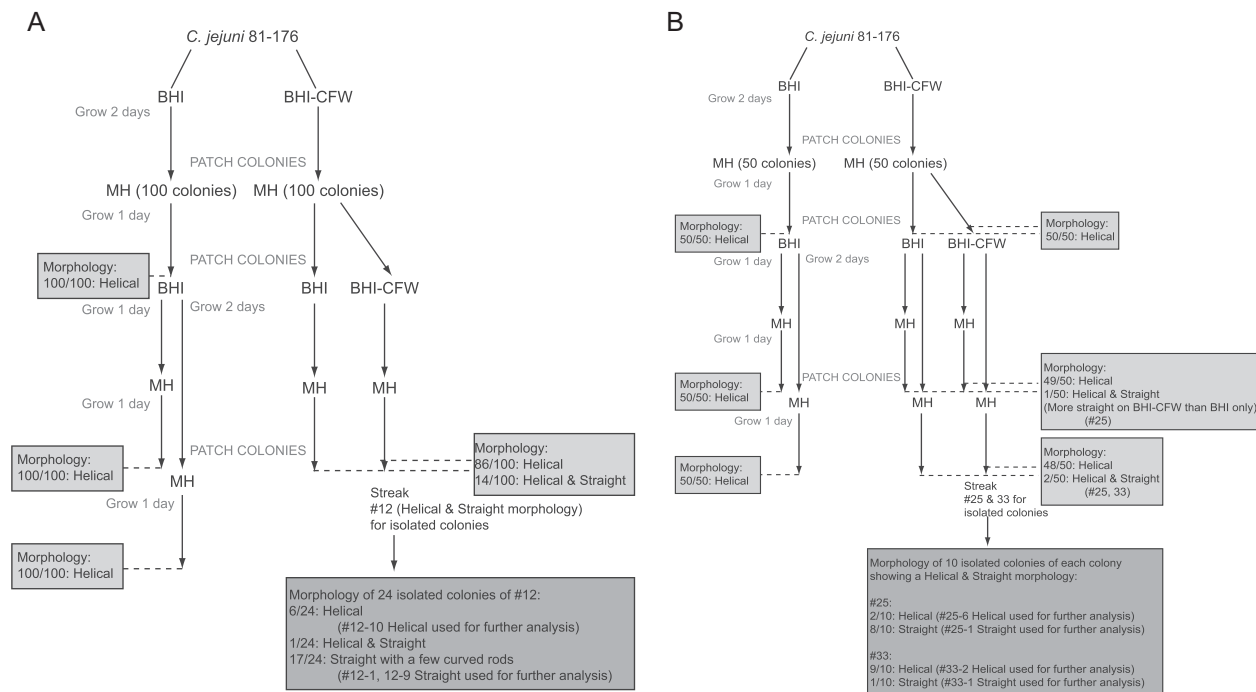 A
C. jejuni 81-176
BHI
BHI-CFW
Grow 2 days
PATCH COLONIES
MH (100 colonies)
MH (100 colonies)
Grow 1 day
PATCH COLONIES
Morphology:
100/100: Helical
BHI
BHI
BHI-CFW
Grow 1 day
Grow 2 days
MH
MH
MH
Grow 1 day
PATCH COLONIES
Morphology:
100/100: Helical
Morphology:
86/100: Helical
14/100: Helical & Straight
MH
Grow 1 day
Streak
#12 (Helical & Straight morphology)
for isolated colonies
Morphology:
100/100: Helical
Morphology of 24 isolated colonies of #12:
6/24: Helical
(#12-10 Helical used for further analysis)
1/24: Helical & Straight
17/24: Straight with a few curved rods
(#12-1, 12-9 Straight used for further analysis)
B
C. jejuni 81-176
BHI
BHI-CFW
Grow 2 days
PATCH COLONIES
MH (50 colonies)
MH (50 colonies)
Grow 1 day
PATCH COLONIES
Morphology:
50/50: Helical
BHI
BHI
BHI-CFW
Morphology:
50/50: Helical
Grow 1 day
Grow 2 days
MH
MH
MH
Grow 1 day
PATCH COLONIES
Morphology:
50/50: Helical
Morphology:
49/50: Helical
1/50: Helical & Straight
(More straight on BHI-CFW than BHI only)
(#25)
MH
MH
MH
Grow 1 day
Morphology:
50/50: Helical
Morphology:
48/50: Helical
2/50: Helical & Straight
(#25, 33)
Streak
#25 & 33 for
isolated colonies
Morphology of 10 isolated colonies of each colony
showing a Helical & Straight morphology:
#25:
2/10: Helical (#25-6 Helical used for further analysis)
8/10: Straight (#25-1 Straight used for further analysis)
#33:
9/10: Helical (#33-2 Helical used for further analysis)
1/10: Straight (#33-1 Straight used for further analysis)